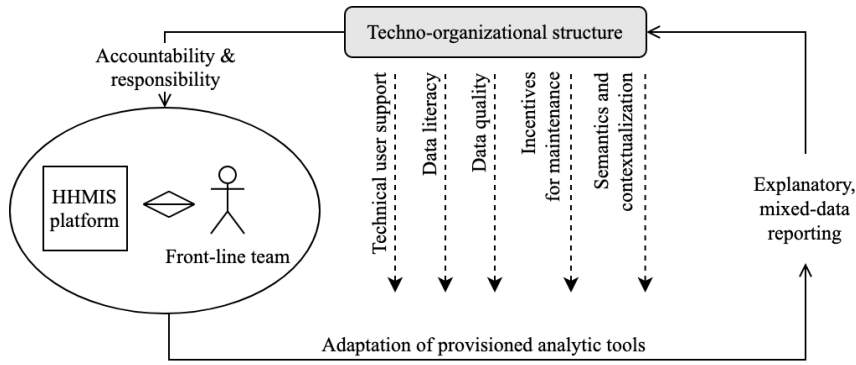 Techno-organizational structure
Accountability &
responsibility
HHMIS
platform
Front-line team
Technical user support
Data literacy
Data quality
Incentives
for maintenance
Semantics and
contextualization
Explanatory,
mixed-data
reporting
Adaptation of provisioned analytic tools